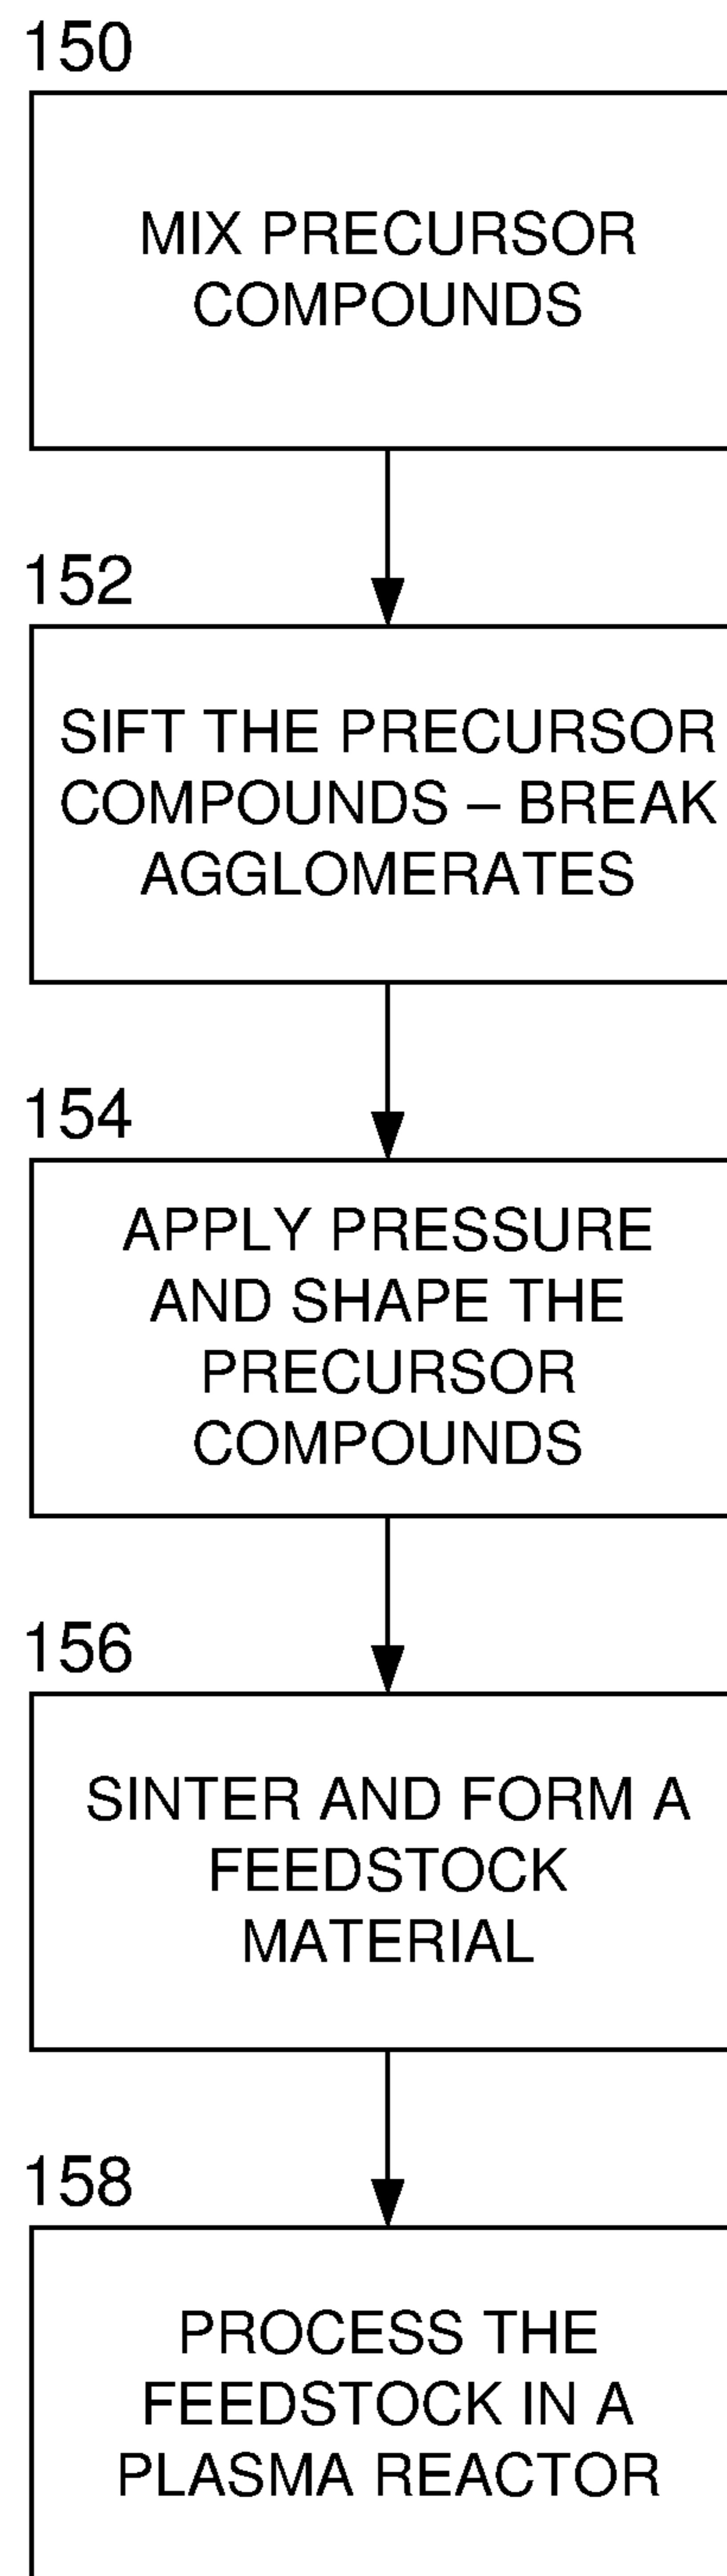 150
MIX PRECURSOR
COMPOUNDS
152
SIFT THE PRECURSOR
COMPOUNDS – BREAK
AGGLOMERATES
154
APPLY PRESSURE
AND SHAPE THE
PRECURSOR
COMPOUNDS
156
SINTER AND FORM A
FEEDSTOCK
MATERIAL
158
PROCESS THE
FEEDSTOCK IN A
PLASMA REACTOR